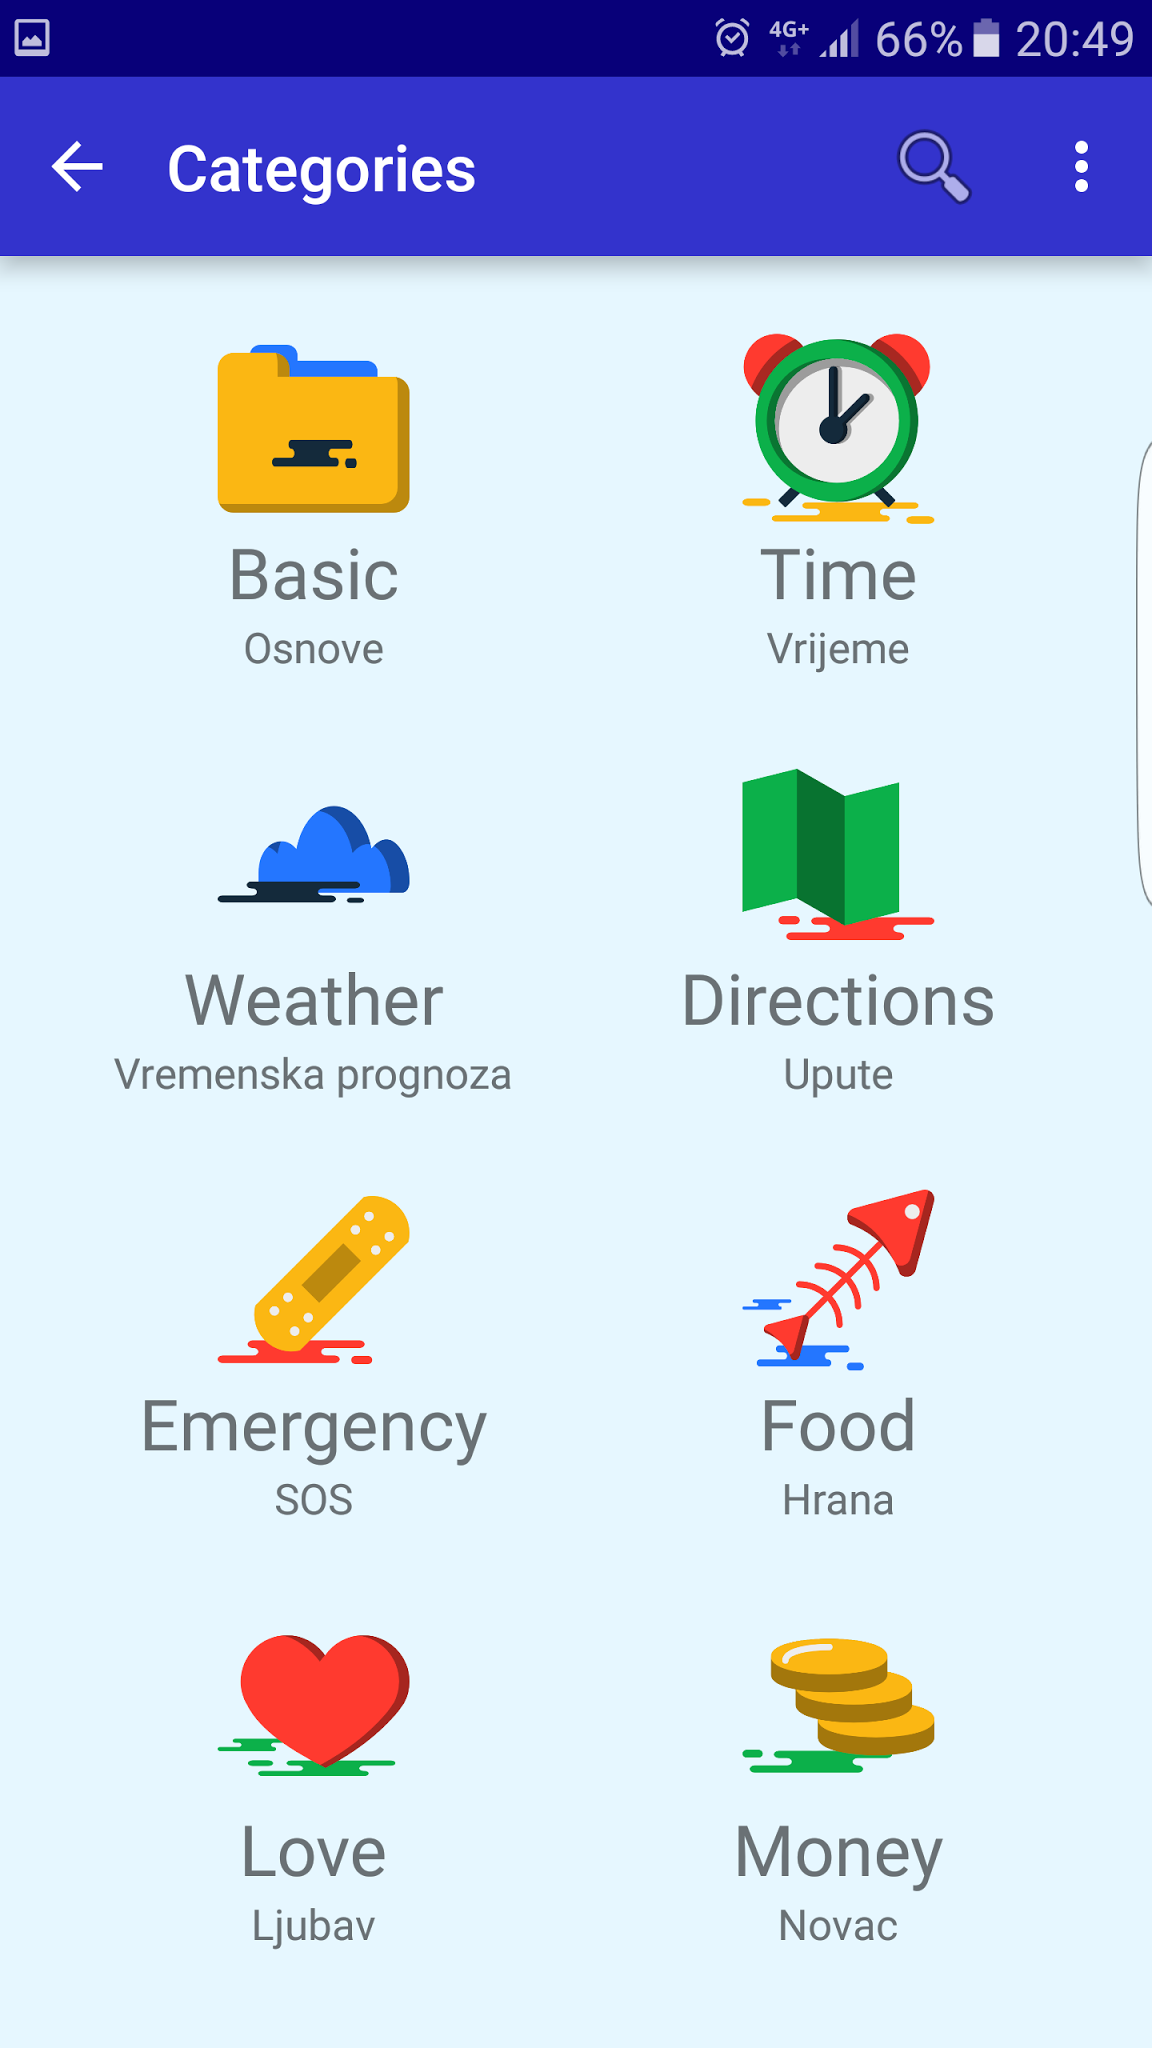 4G+ 66% 20:49
Categories
Basic
Osnove
Time
Vrijeme
Weather
Vremenska prognoza
Directions
Upute
Emergency
SOS
Food
Hrana
Love
Ljubav
Money
Novac